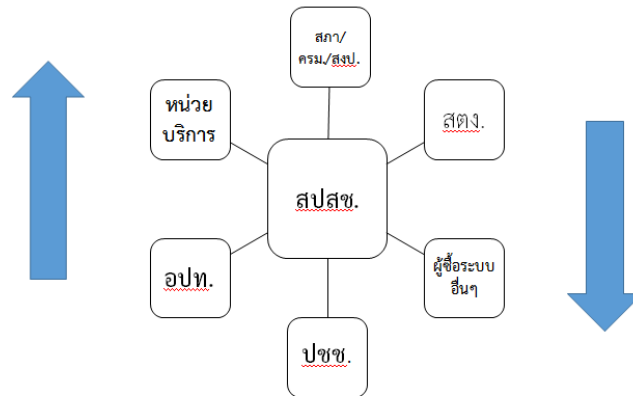 สภา/
ครม./สงป.
หน่วย
บริการ
สตง.
สปสช.
อปท.
ผู้ซื้อระบบ
อื่นๆ
ปชช.